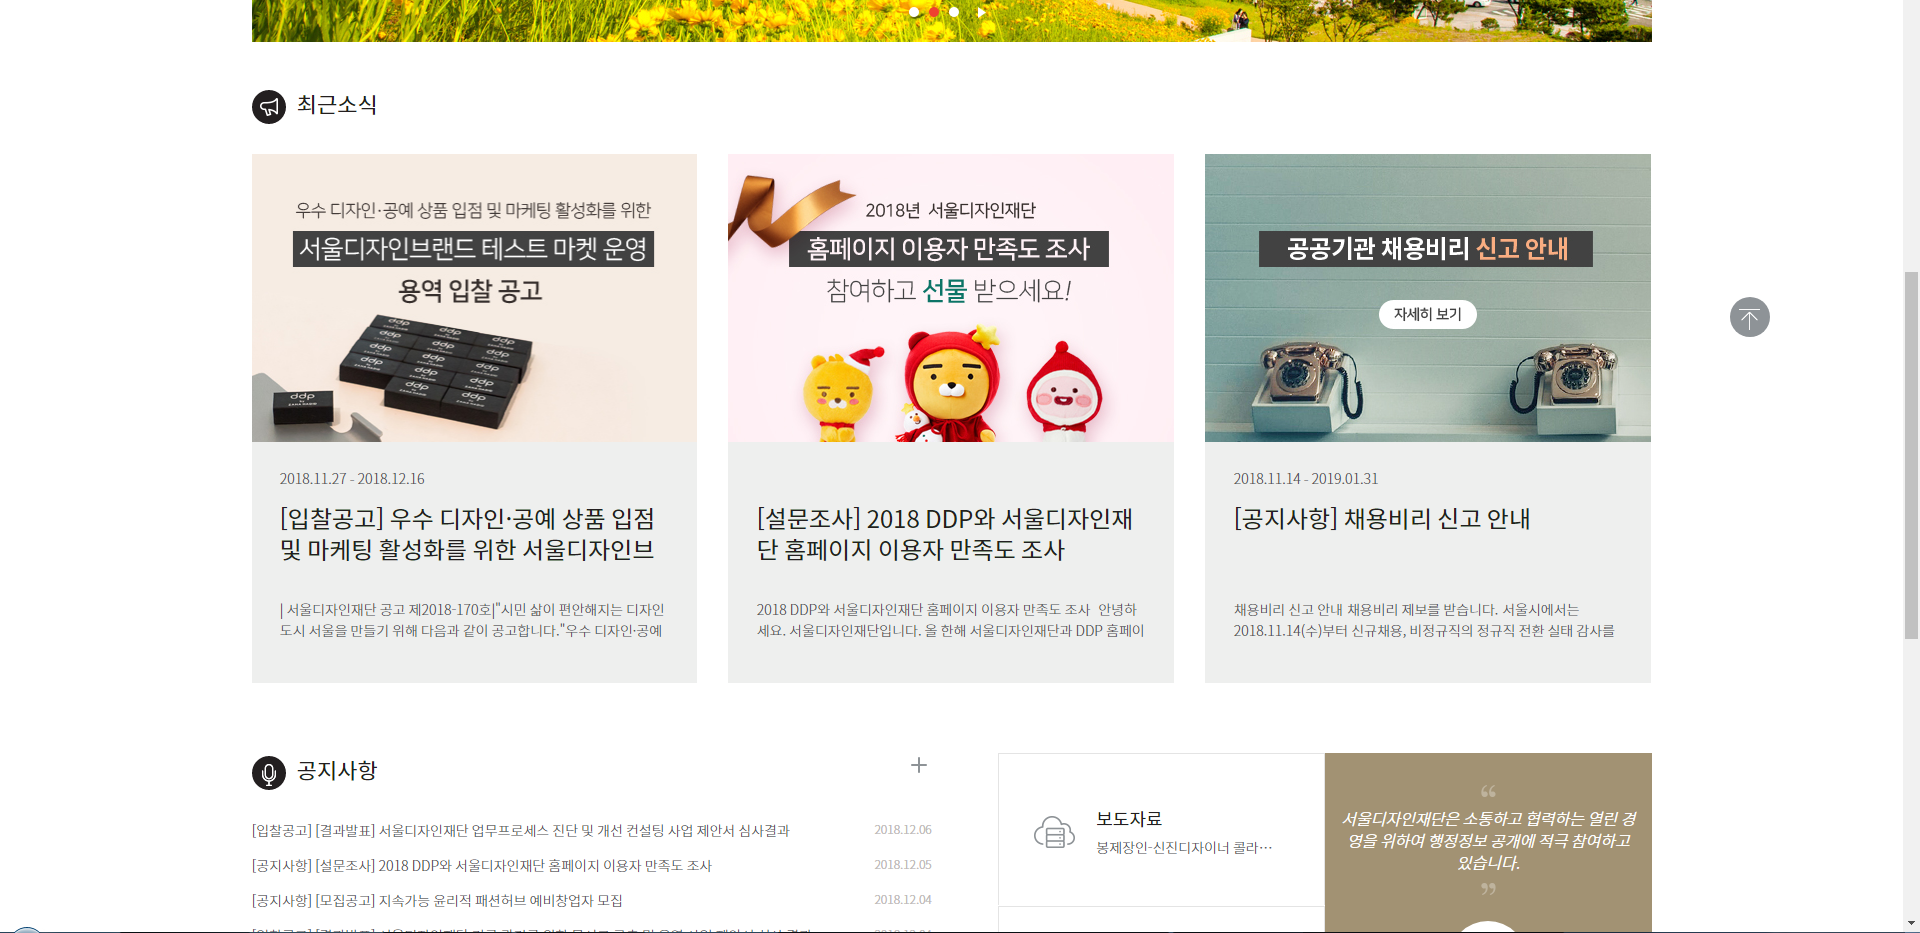 최근소식
우수 디자인·공예 상품 입점 및 마케팅 활성화를 위한
서울디자인브랜드 테스트 마켓 운영
용역 입찰 공고
ddp
2018.11.27 - 2018.12.16
[입찰공고] 우수 디자인·공예 상품 입점
및 마케팅 활성화를 위한 서울디자인브
| 서울디자인재단 공고 제2018-170호|"시민 삶이 편안해지는 디자인
도시 서울을 만들기 위해 다음과 같이 공고합니다."우수 디자인·공예
2018년 서울디자인재단
홈페이지 이용자 만족도 조사
참여하고 선물 받으세요!
[설문조사] 2018 DDP와 서울디자인재
단 홈페이지 이용자 만족도 조사
2018 DDP와 서울디자인재단 홈페이지 이용자 만족도 조사 안녕하
세요. 서울디자인재단입니다. 올 한해 서울디자인재단과 DDP 홈페이
공공기관 채용비리 신고 안내
자세히 보기
2018.11.14 - 2019.01.31
[공지사항] 채용비리 신고 안내
채용비리 신고 안내 채용비리 제보를 받습니다. 서울시에서는
2018.11.14(수)부터 신규채용, 비정규직의 정규직 전환 실태 감사를
공지사항
[입찰공고] [결과발표] 서울디자인재단 업무프로세스 진단 및 개선 컨설팅 사업 제안서 심사결과 2018.12.06
[공지사항] [설문조사] 2018 DDP와 서울디자인재단 홈페이지 이용자 만족도 조사 2018.12.05
[공지사항] [모집공고] 지속가능 윤리적 패션허브 예비창업자 모집 2018.12.04
보도자료
봉제장인-신진디자이너 콜라···
“
서울디자인재단은 소통하고 협력하는 열린 경
영을 위하여 행정정보 공개에 적극 참여하고
있습니다.
”